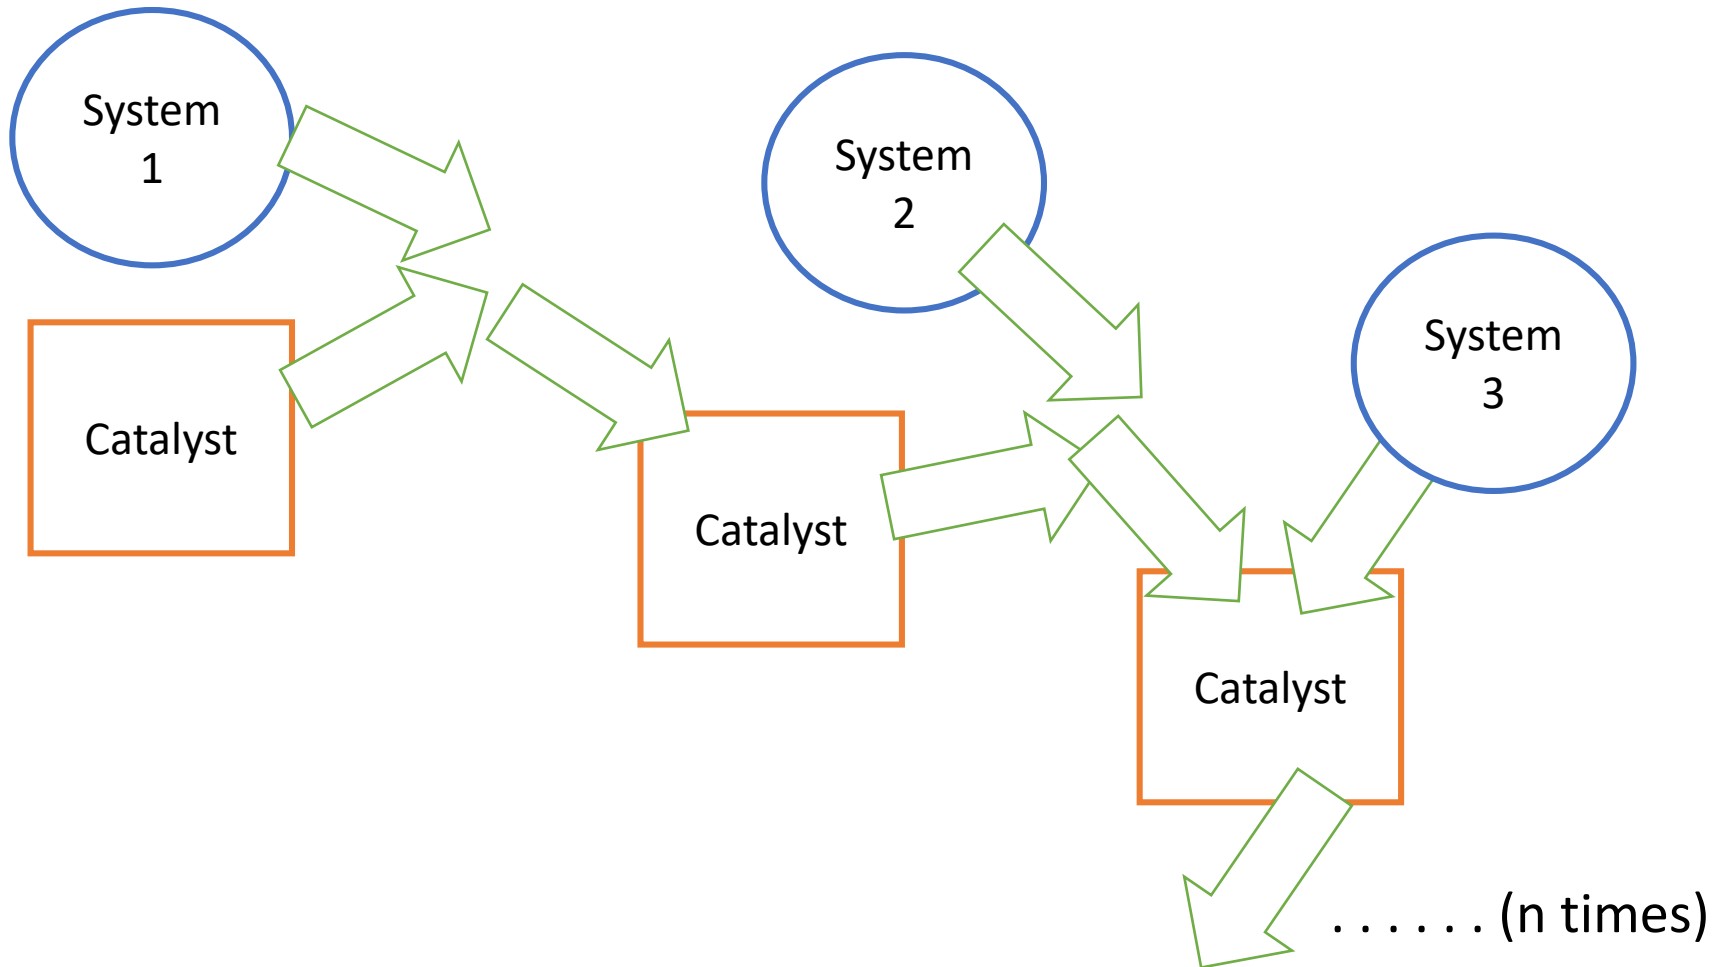 System
1
System
2
System
3
Catalyst
Catalyst
Catalyst
. . . . . . (n times)